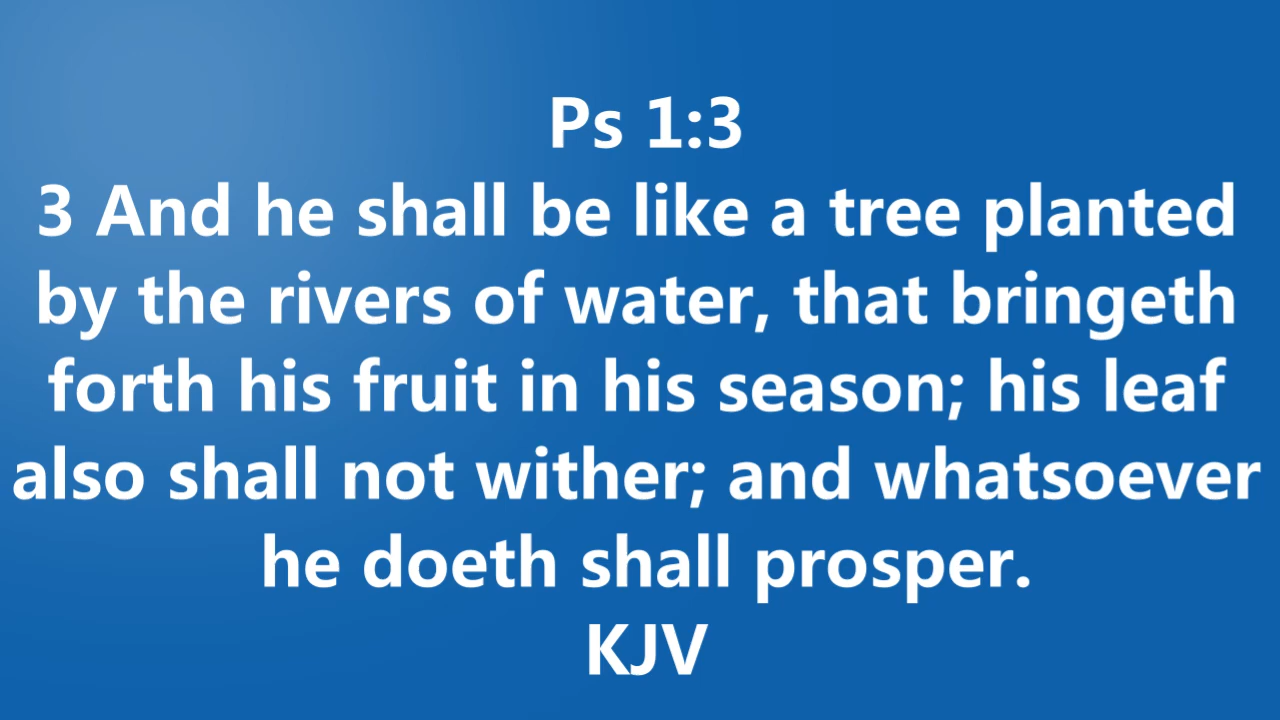 Ps 1:3
3 And he shall be like a tree planted
by the rivers of water, that bringeth
forth his fruit in his season; his leaf
also shall not wither; and whatsoever
he doeth shall prosper.
KJV